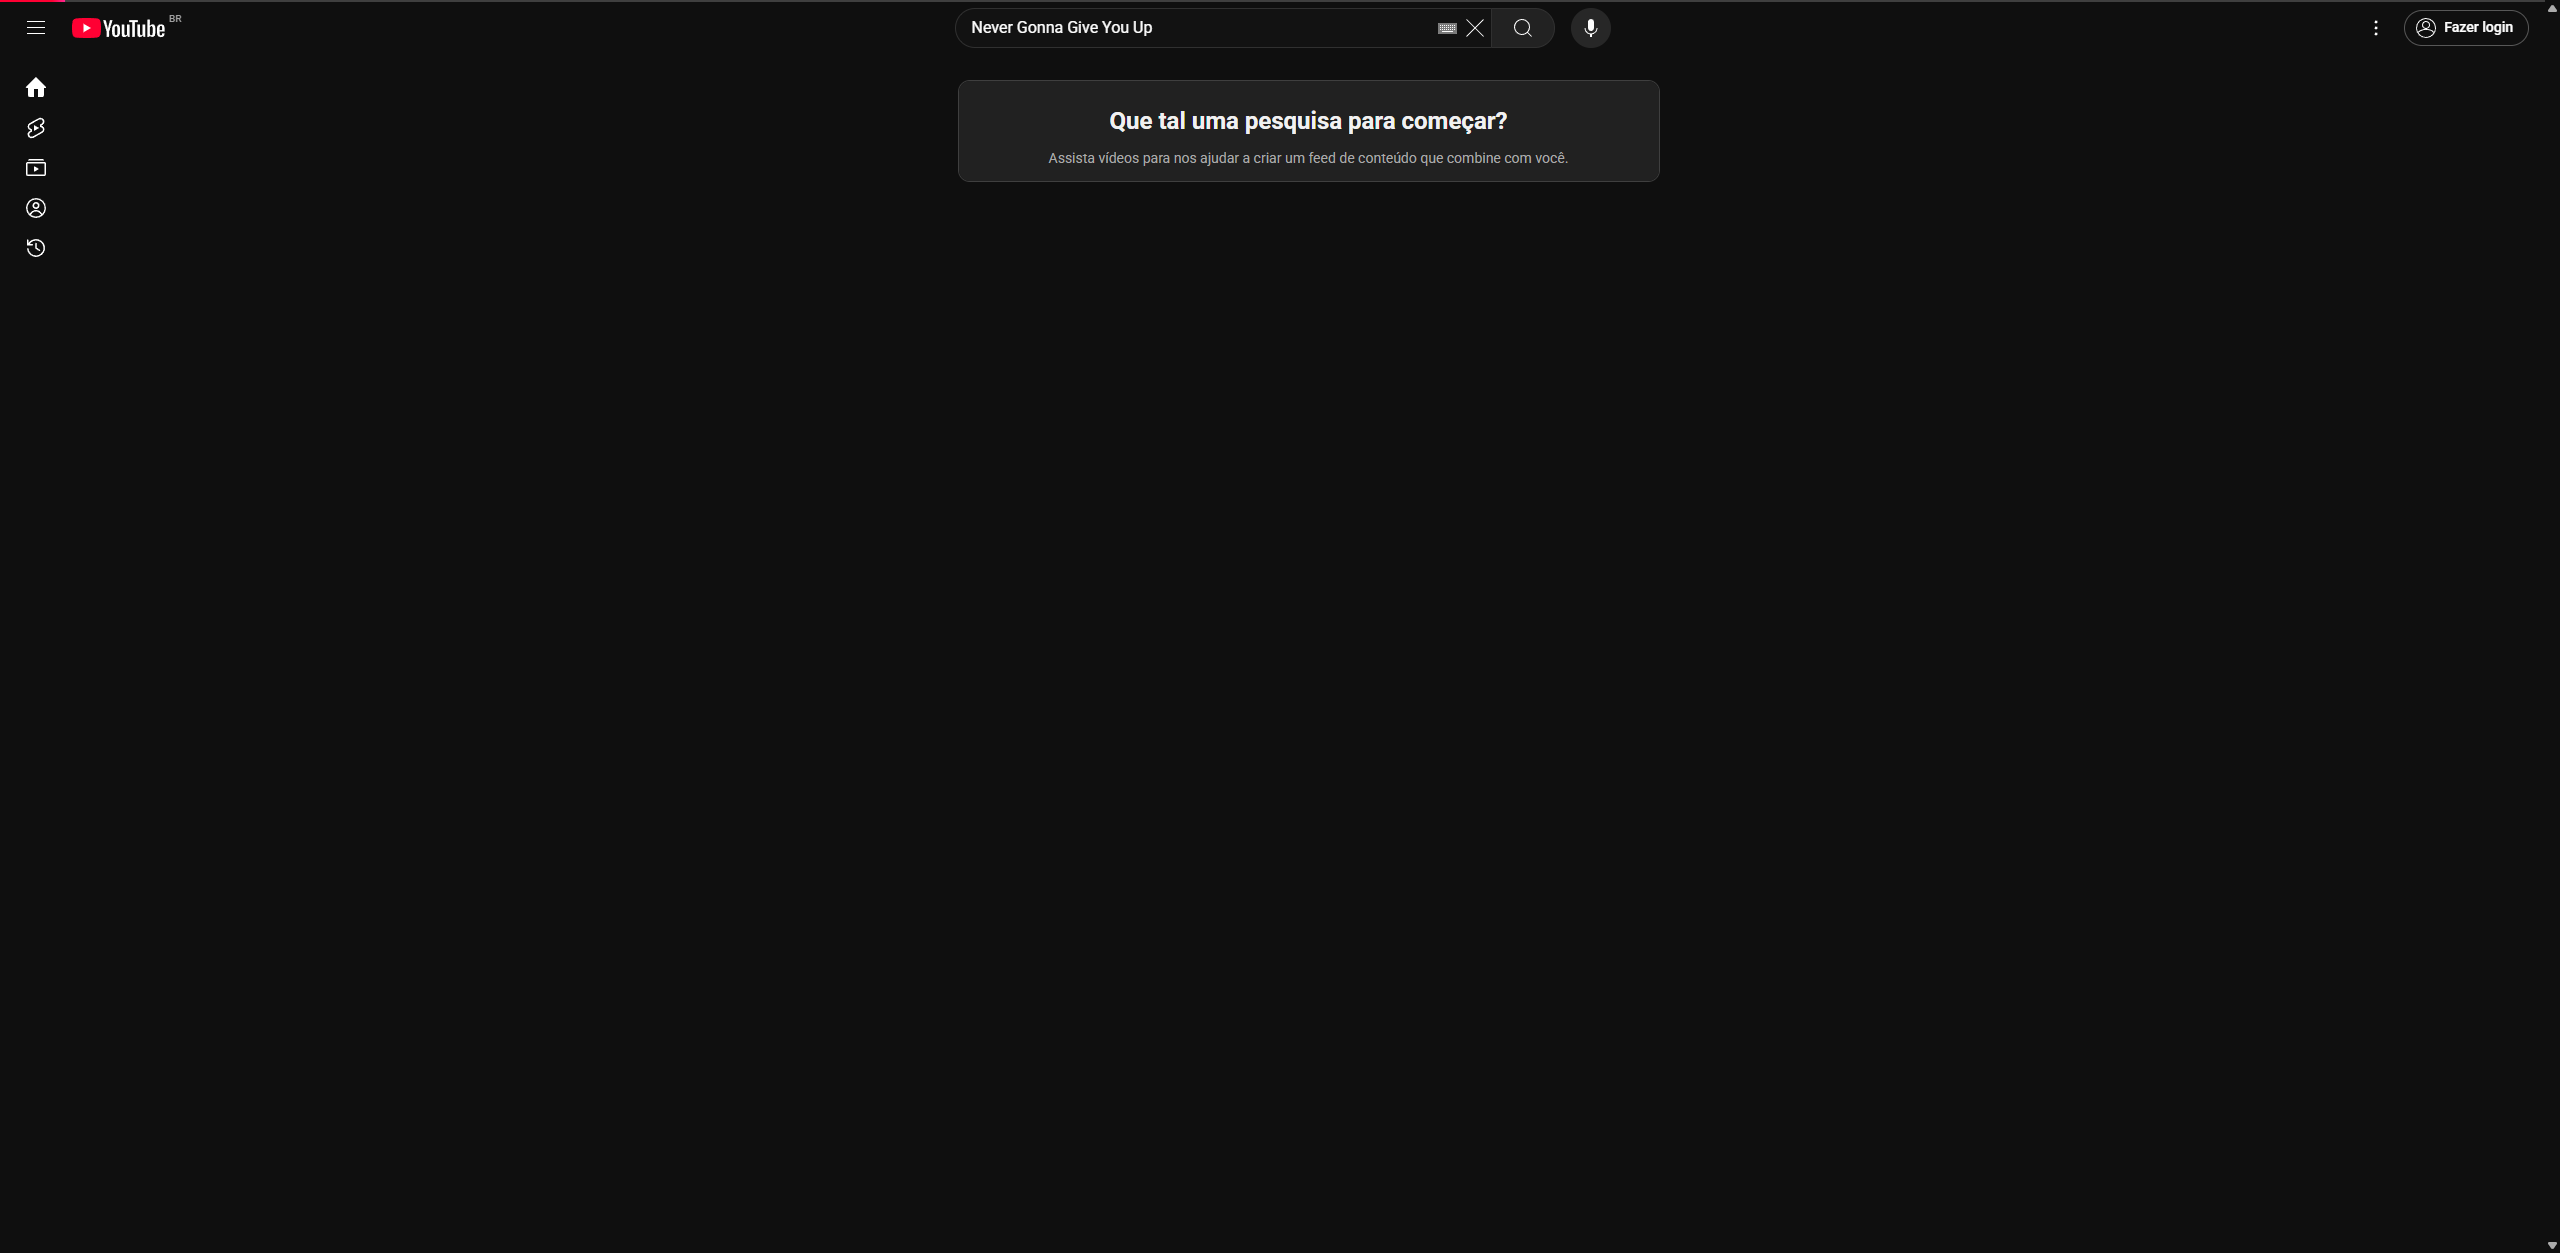 YouTube BR
Never Gonna Give You Up
Fazer login
Que tal uma pesquisa para começar?
Assista vídeos para nos ajudar a criar um feed de conteúdo que combine com você.